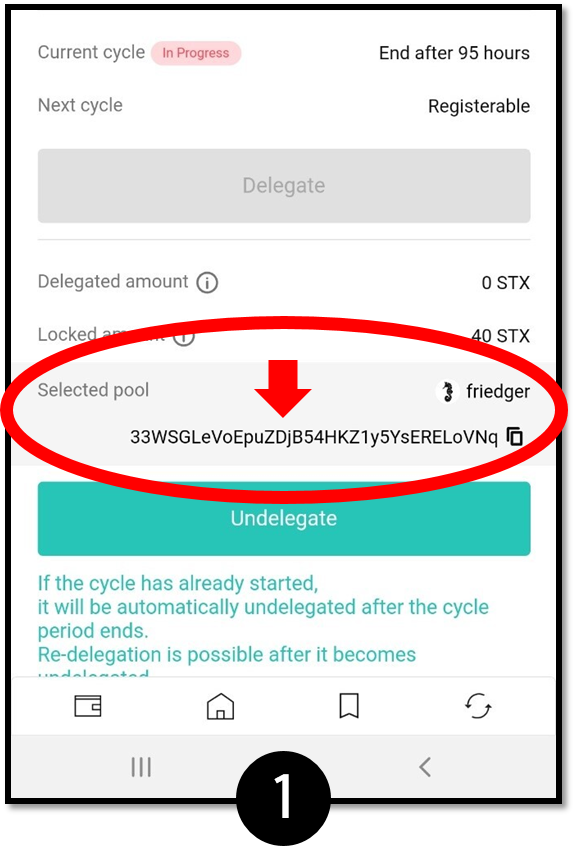 Current cycle In Progress End after 95 hours
Next cycle Registerable
Delegate
Delegated amount 0 STX
Locked amount 40 STX
Selected pool friedger
33WSGLeVoEpuZDjB54HKZ1y5YsERELoVNq
Undelegate
If the cycle has already started,
it will be automatically undelegated after the cycle
period ends.
Re-delegation is possible after it becomes
undelegated
1